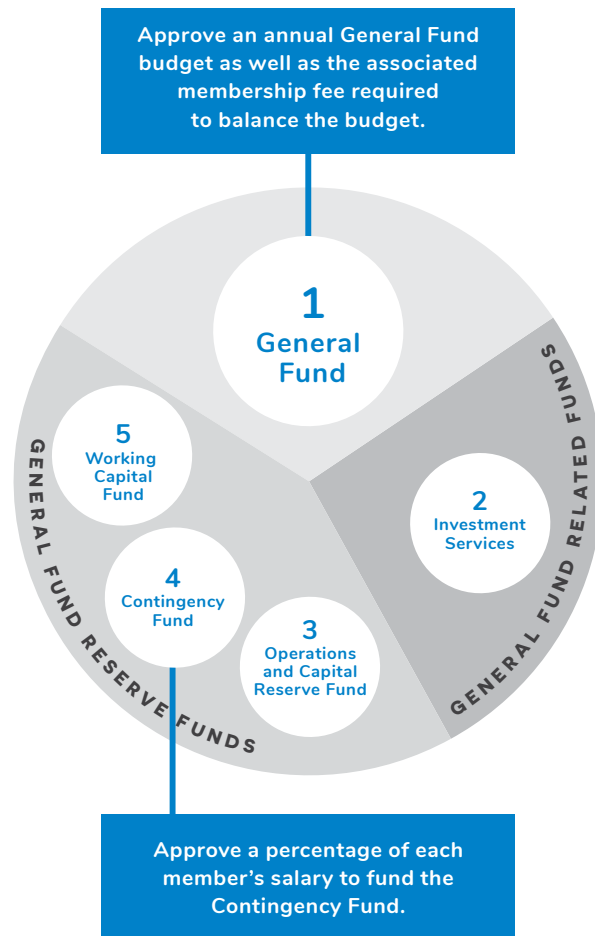 Approve an annual General Fund
budget as well as the associated
membership fee required
to balance the budget.
1
General
Fund
GENERAL FUND RELATED FUNDS
2
Investment
Services
3
Operations
and Capital
Reserve Fund
4
Contingency
Fund
5
Working
Capital
Fund
GENERAL FUND RESERVE FUNDS
Approve a percentage of each
member’s salary to fund the
Contingency Fund.